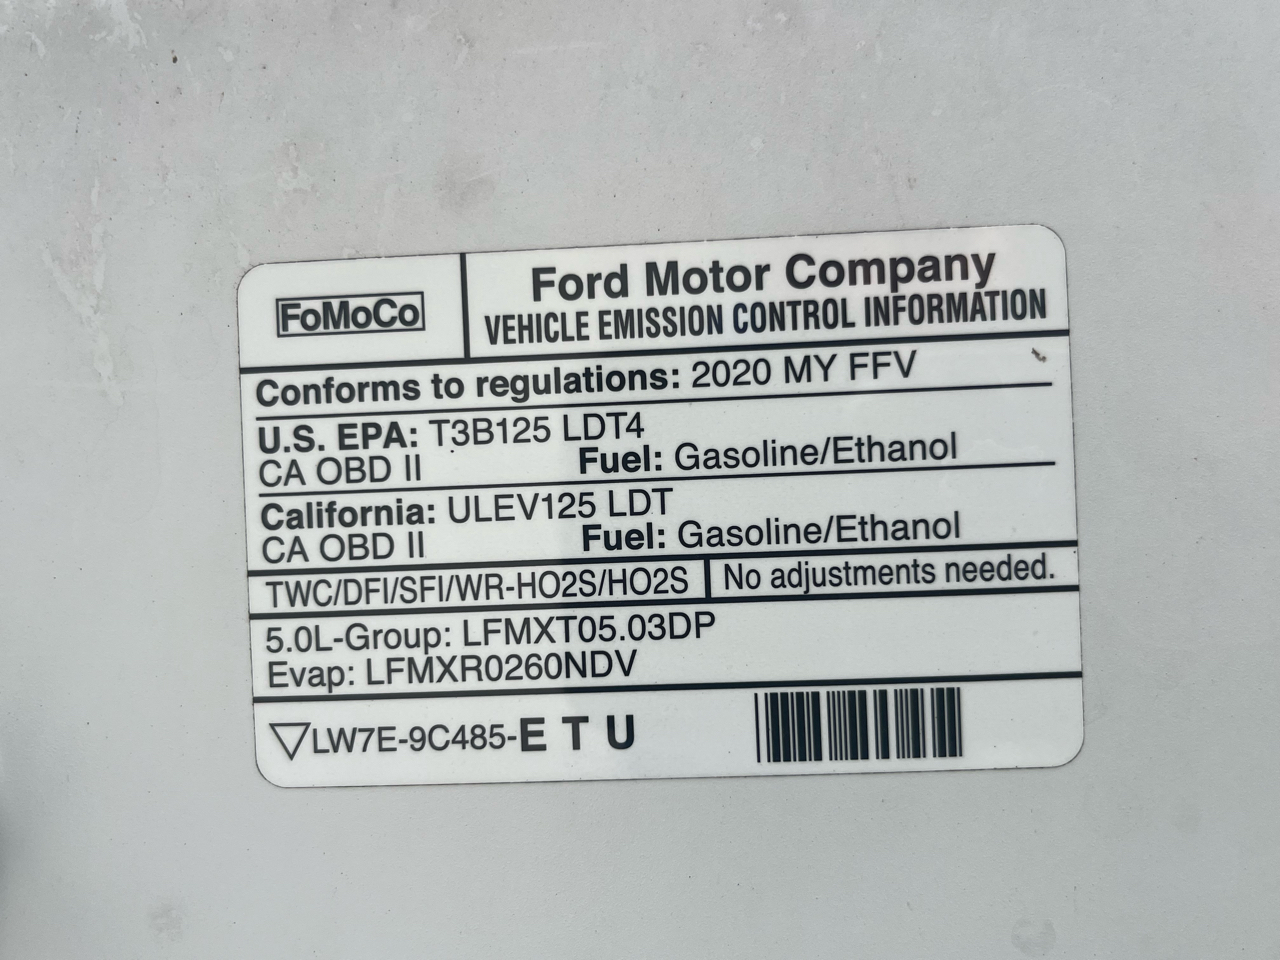 FoMoCo
Ford Motor Company
VEHICLE EMISSION CONTROL INFORMATION
Conforms to regulations: 2020 MY FFV
U.S. EPA: T3B125 LDT4
CA OBD II Fuel: Gasoline/Ethanol
California: ULEV125 LDT
CA OBD II Fuel: Gasoline/Ethanol
TWC/DFI/SFI/WR-HO2S/HO2S No adjustments needed.
5.0L-Group: LFMXT05.03DP
Evap: LFMXR0260NDV
LW7E-9C485-E T U